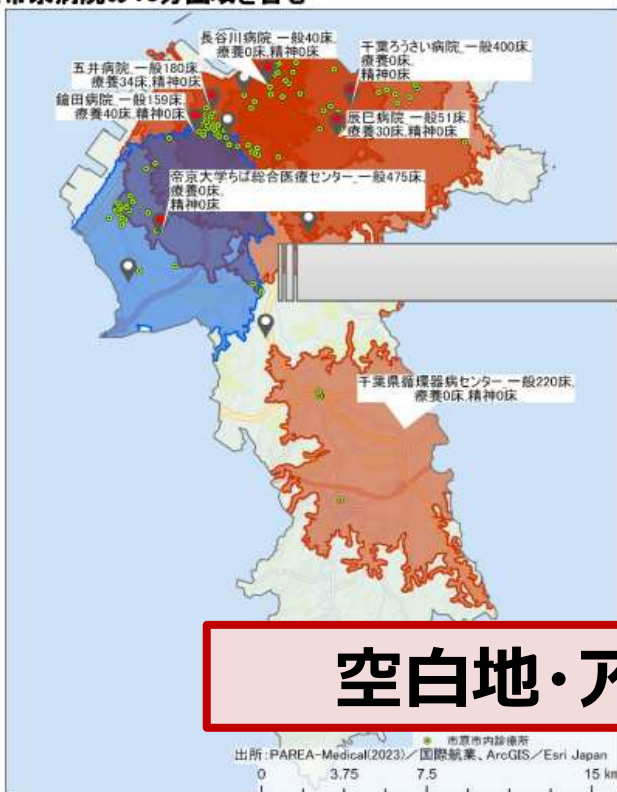 長谷川病院_一般40床,
療養0床,精神0床
千葉ろうさい病院_一般400床,
療養0床,
精神0床
五井病院_一般180床,
療養34床,精神0床
鎗田病院_一般159床,
療養40床,精神0床
辰巳病院_一般51床,
療養30床,精神0床
帝京大学ちば総合医療センター_一般475床,
療養0床,
精神0床
千葉県循環器病センター_一般220床,
療養0床,精神0床
空白地・ア
市原市内診療所
出所:PAREA-Medical(2023)/国際航業、ArcGIS/Esri Japan
0 3.75 7.5 15 km